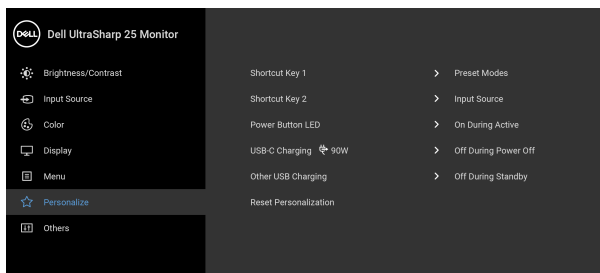 DELL Dell UltraSharp 25 Monitor
Brightness/Contrast
Input Source
Color
Display
Menu
Personalize
Others
Shortcut Key 1 > Preset Modes
Shortcut Key 2 > Input Source
Power Button LED > On During Active
USB-C Charging 90W > Off During Power Off
Other USB Charging > Off During Standby
Reset Personalization